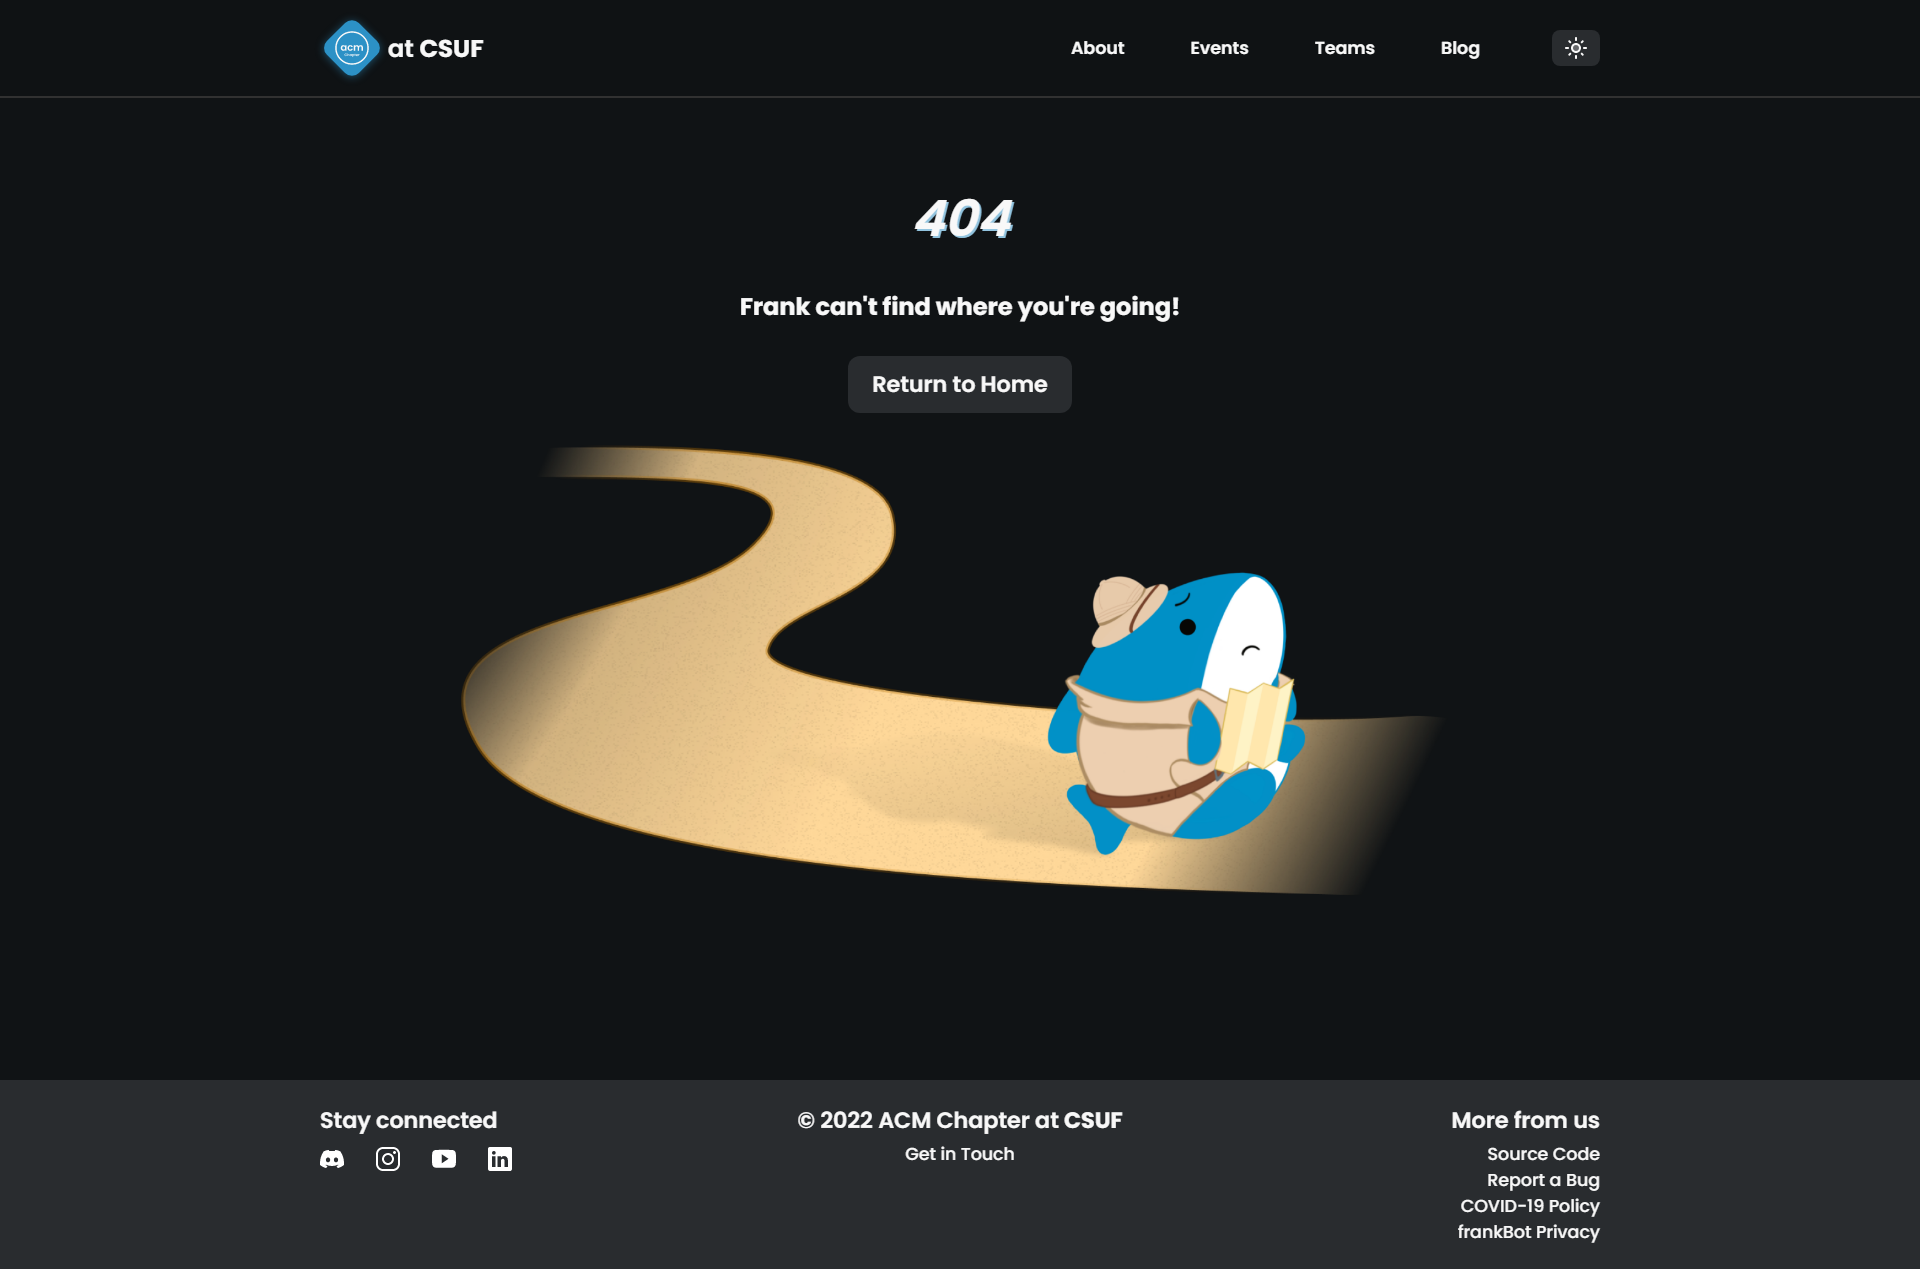 acm
Chapter
at CSUF
About
Events
Teams
Blog
404
Frank can't find where you're going!
Return to Home
Stay connected
© 2022 ACM Chapter at CSUF
Get in Touch
More from us
Source Code
Report a Bug
COVID-19 Policy
frankBot Privacy